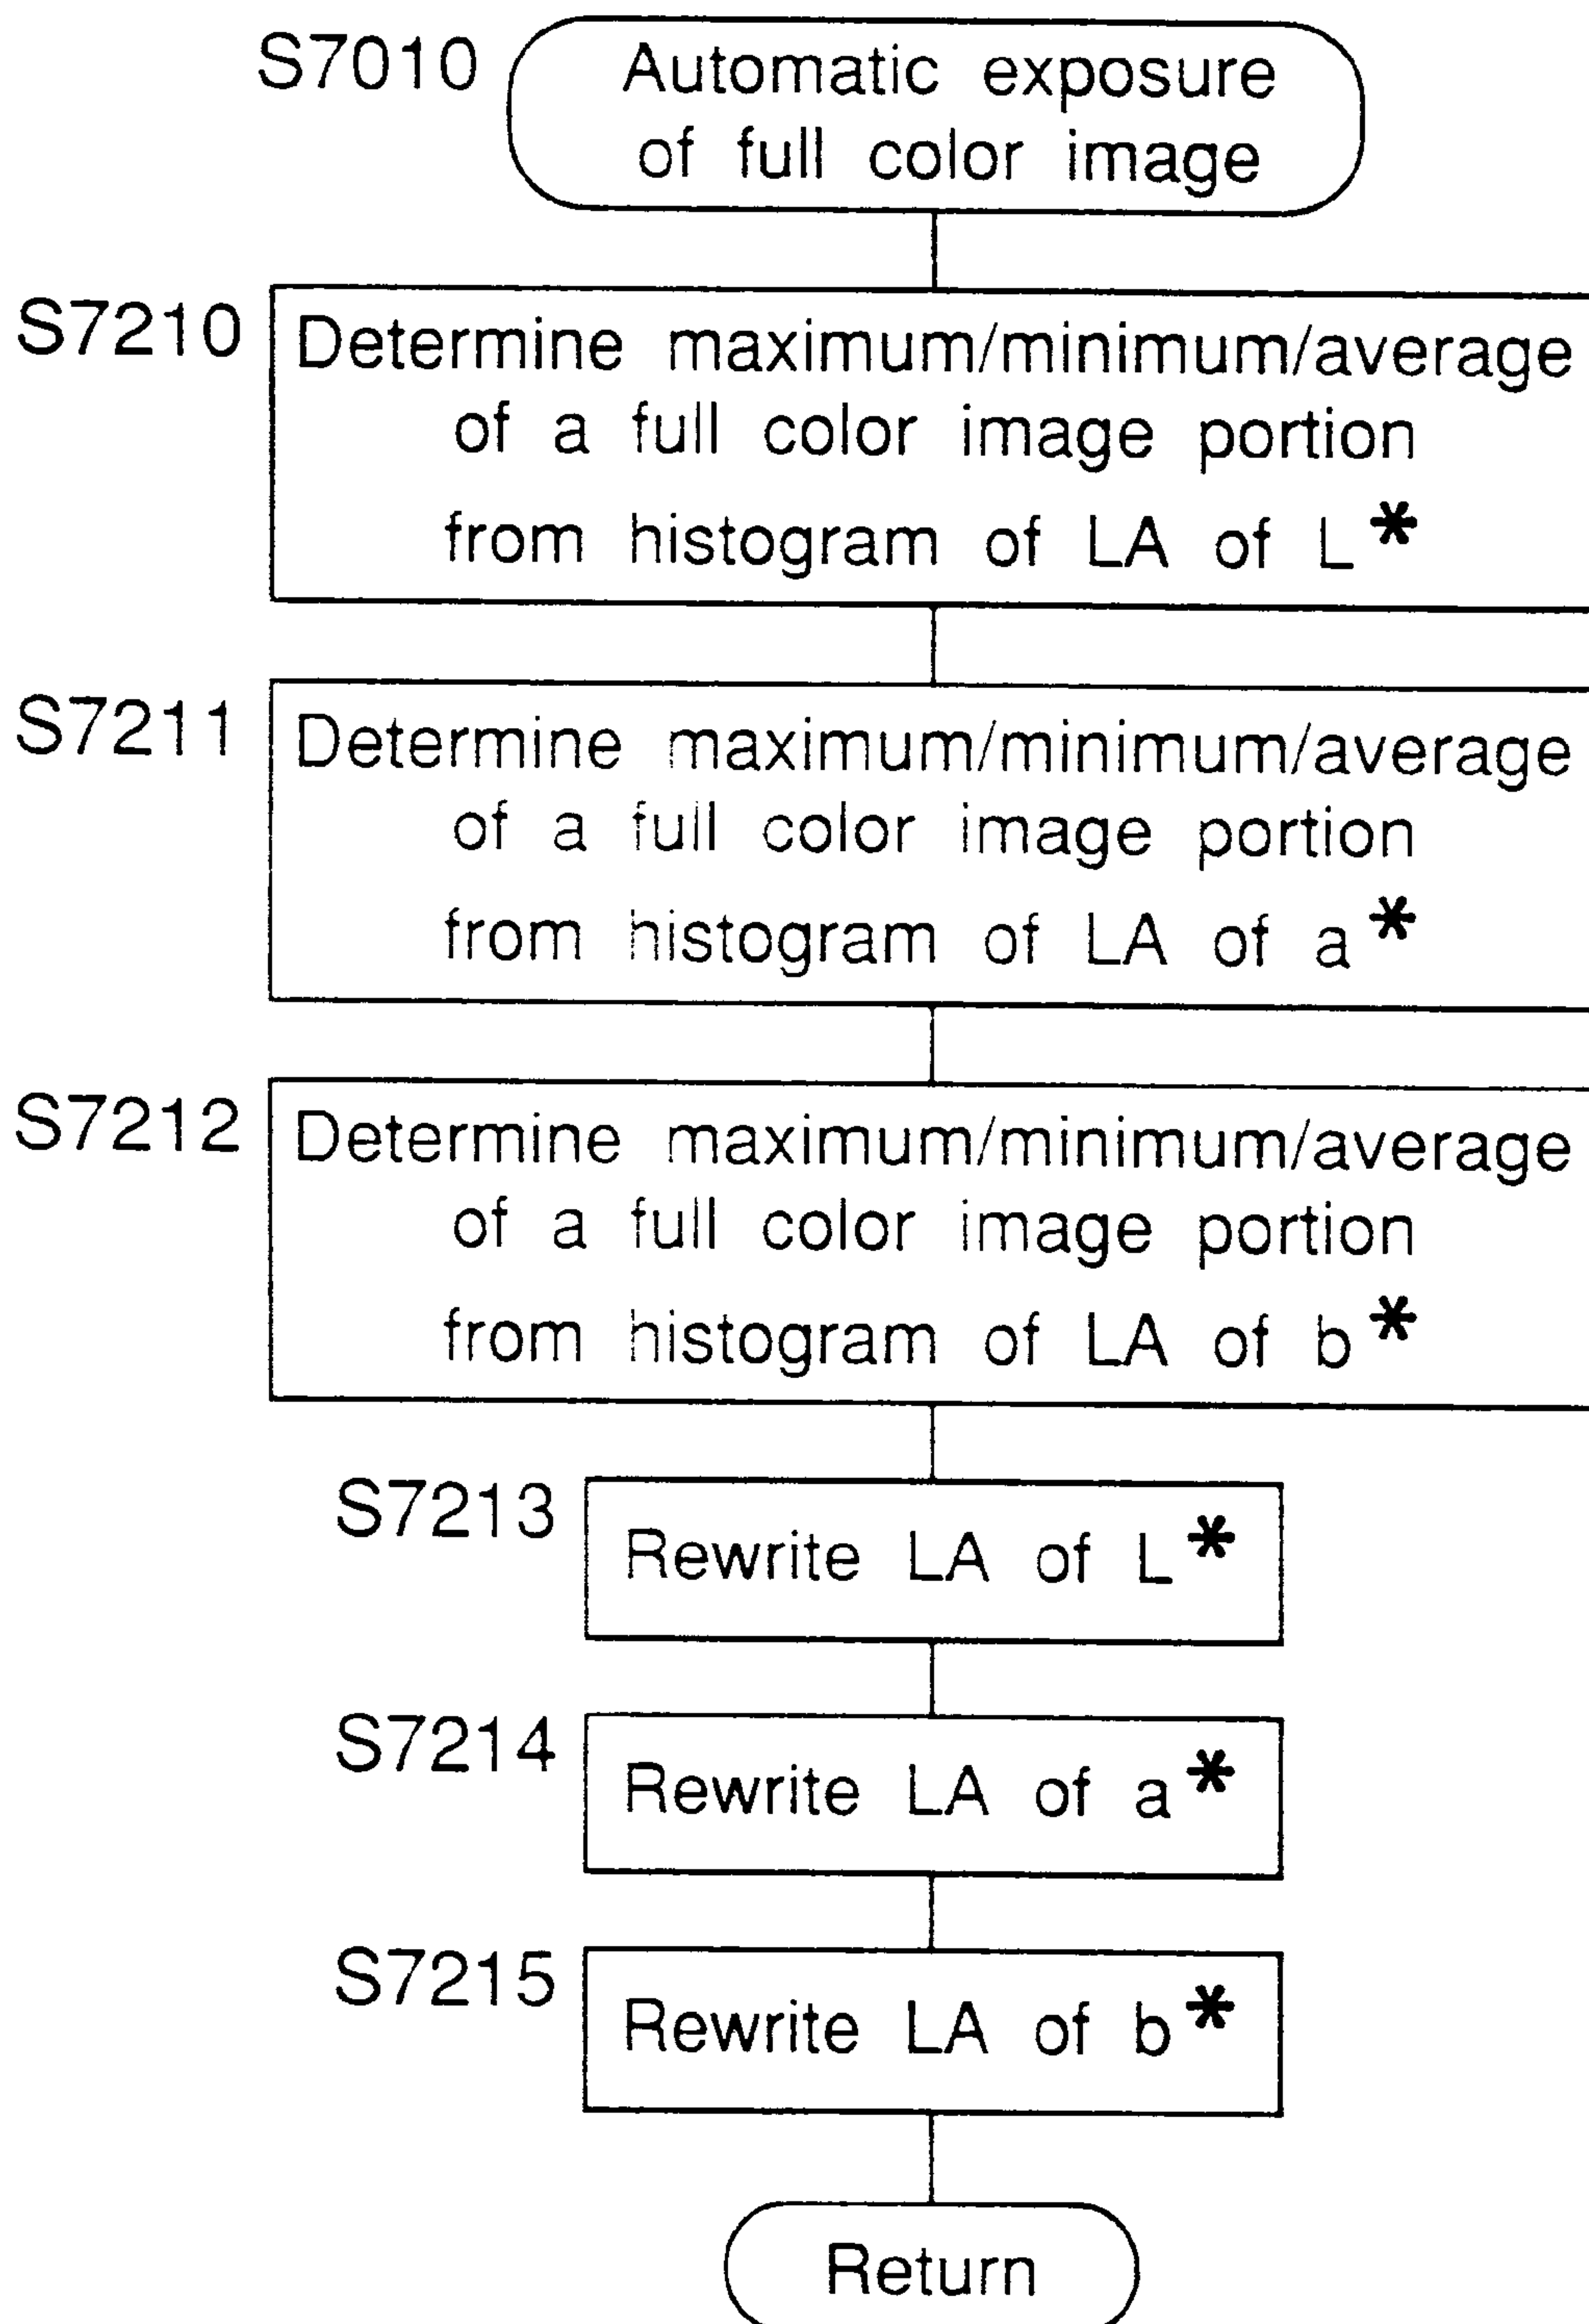 S7010 Automatic exposure
of full color image
S7210 Determine maximum/minimum/average
of a full color image portion
from histogram of LA of L*
S7211 Determine maximum/minimum/average
of a full color image portion
from histogram of LA of a*
S7212 Determine maximum/minimum/average
of a full color image portion
from histogram of LA of b*
S7213 Rewrite LA of L*
S7214 Rewrite LA of a*
S7215 Rewrite LA of b*
Return